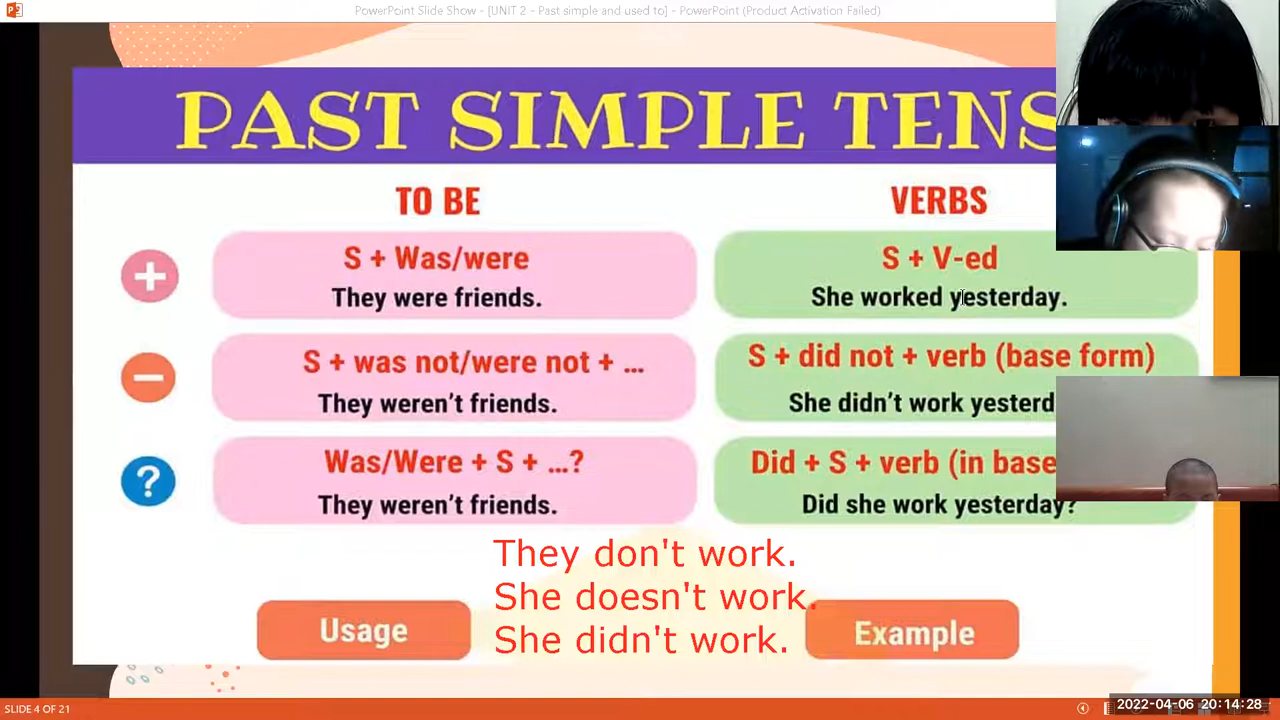 PowerPoint Slide Show - [UNIT 2 - Past simple and used to] - PowerPoint (Product Activation Failed)
PAST SIMPLE TENS
TO BE
VERBS
S + Was/were
They were friends.
S + V-ed
She worked yesterday.
S + was not/were not + ...
They weren't friends.
S + did not + verb (base form)
She didn't work yesterd
Was/Were + S + ...?
They weren't friends.
Did + S + verb (in base
Did she work yesterday?
They don't work.
She doesn't work.
She didn't work.
Usage
Example
SLIDE 4 OF 21
2022-04-06 20:14:28